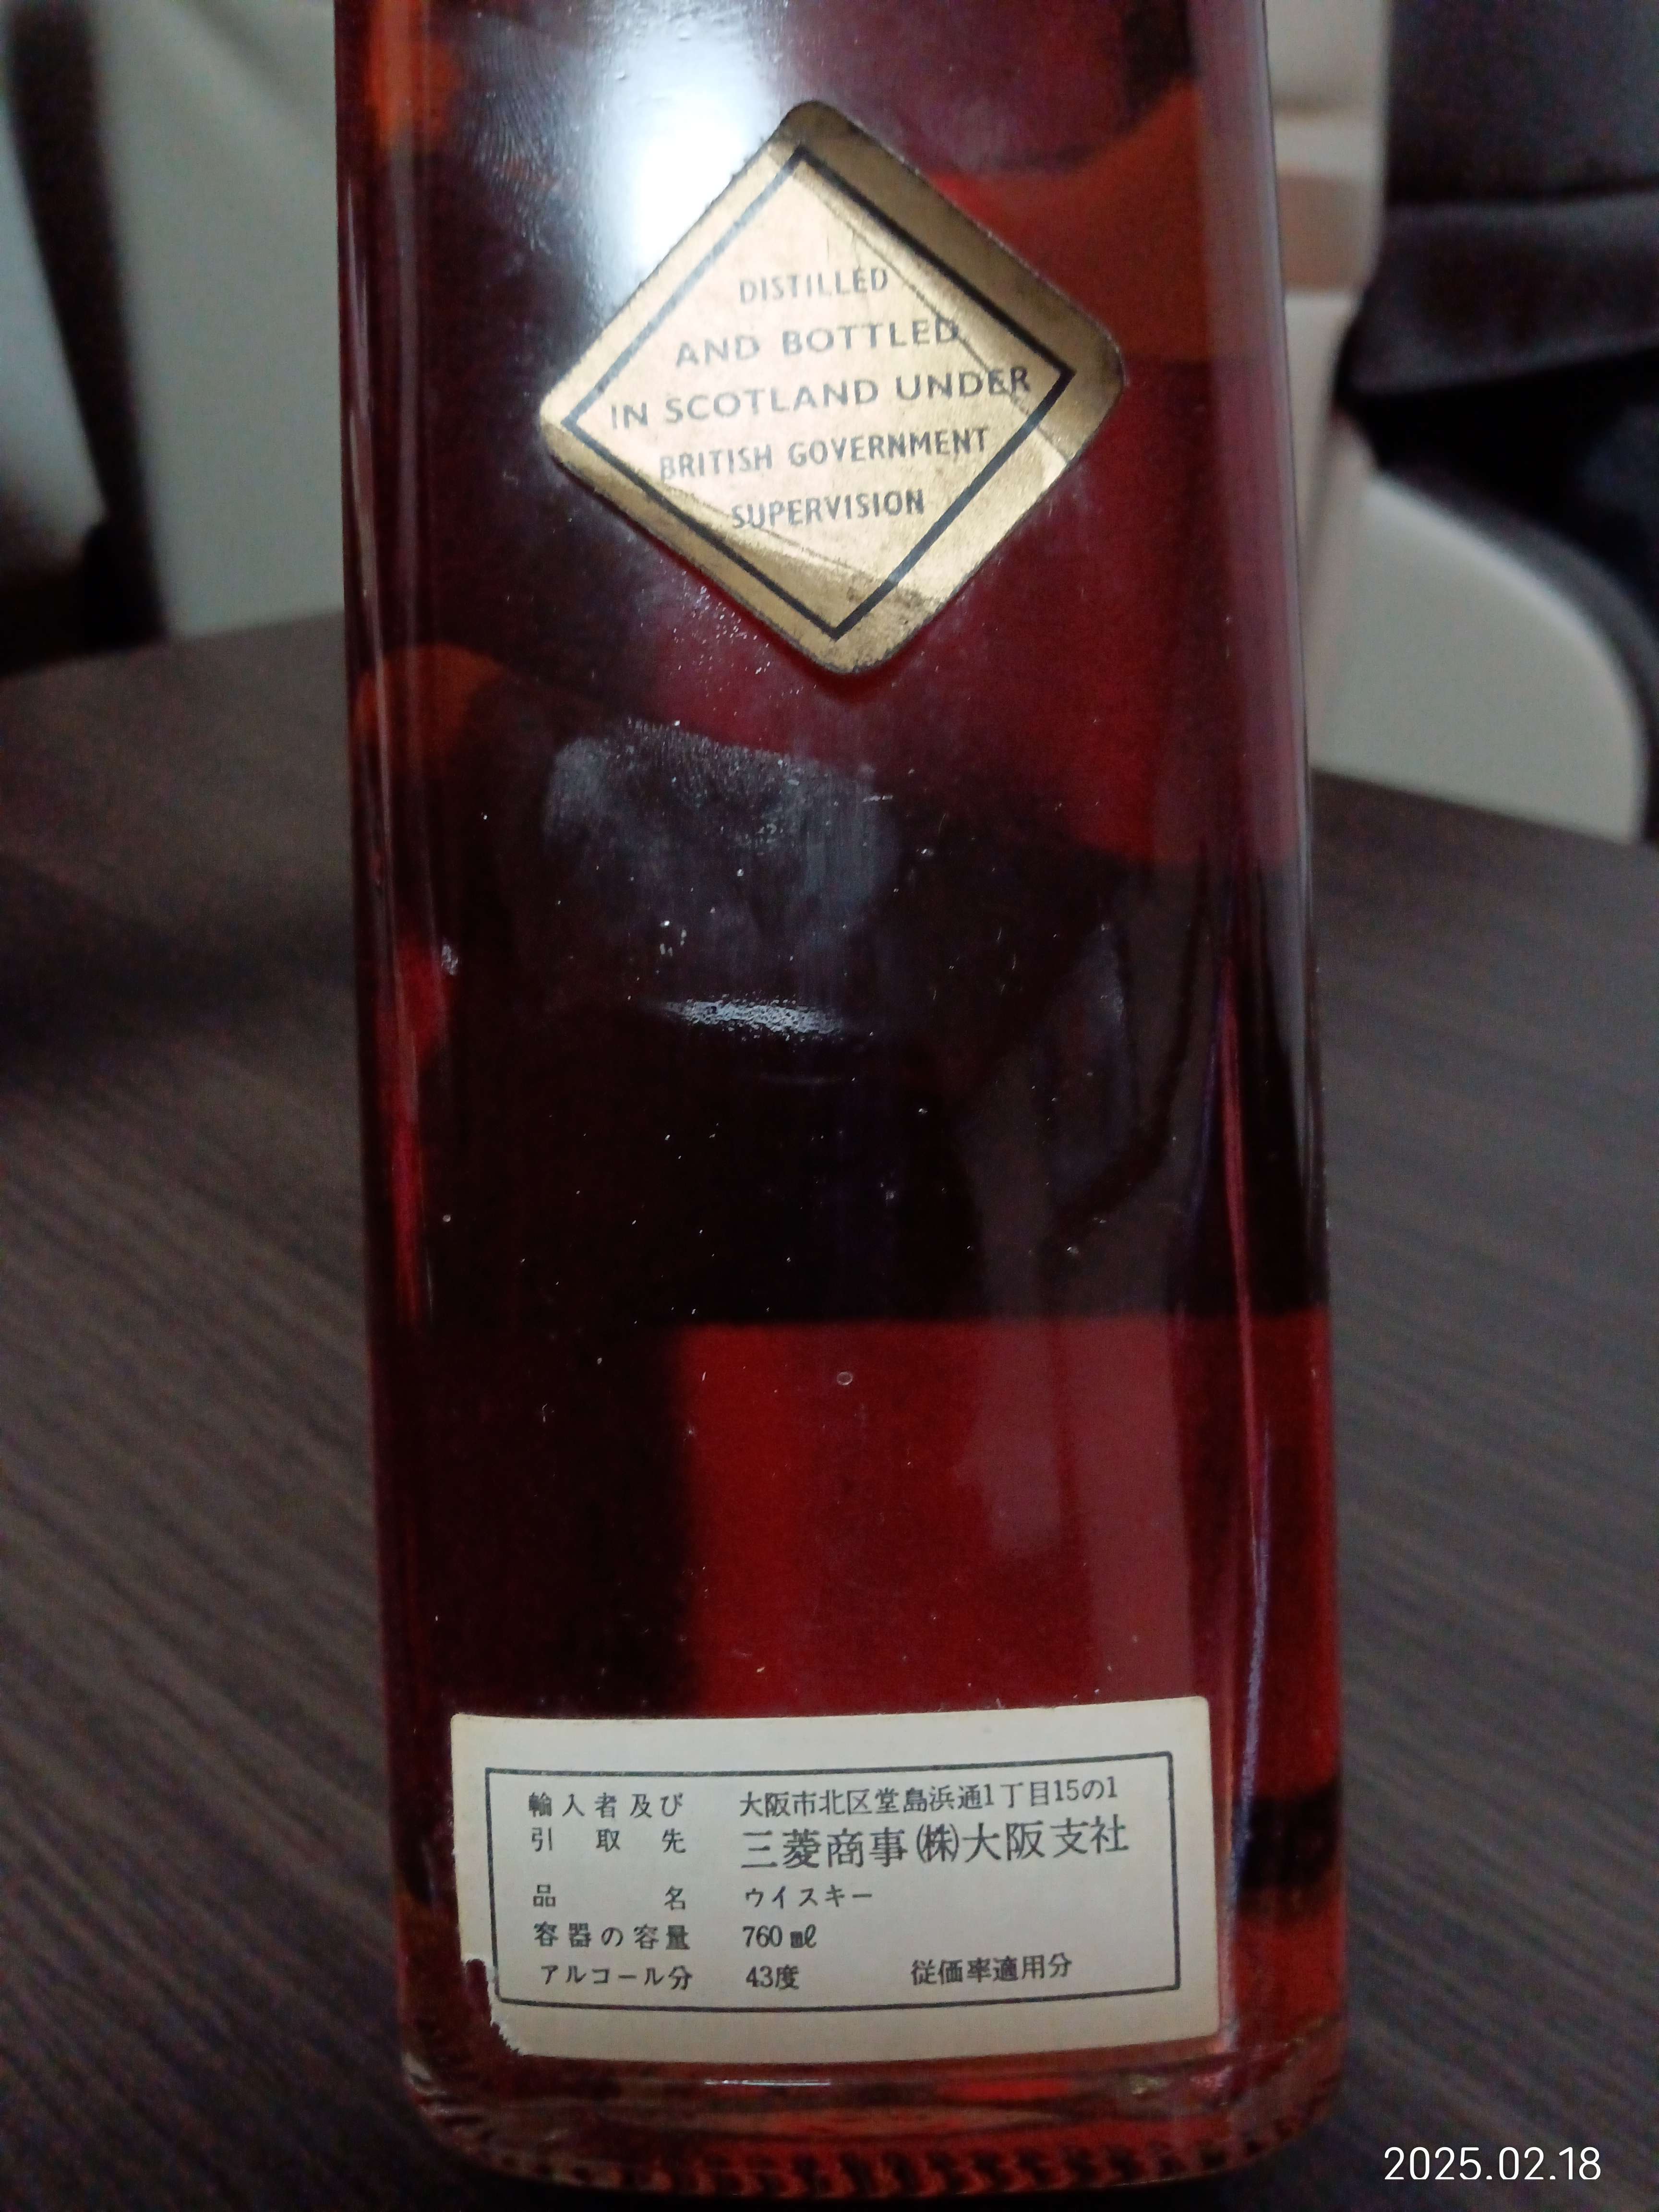 DISTILLED
AND BOTTLED
IN SCOTLAND UNDER
BRITISH GOVERNMENT
SUPERVISION
輸入者及び 大阪市北区堂島浜通1丁目15の1
引取先 三菱商事㈱大阪支社
品名 ウイスキー
容器の容量 760㎖
アルコール分 43度 従価率適用分
2025.02.18